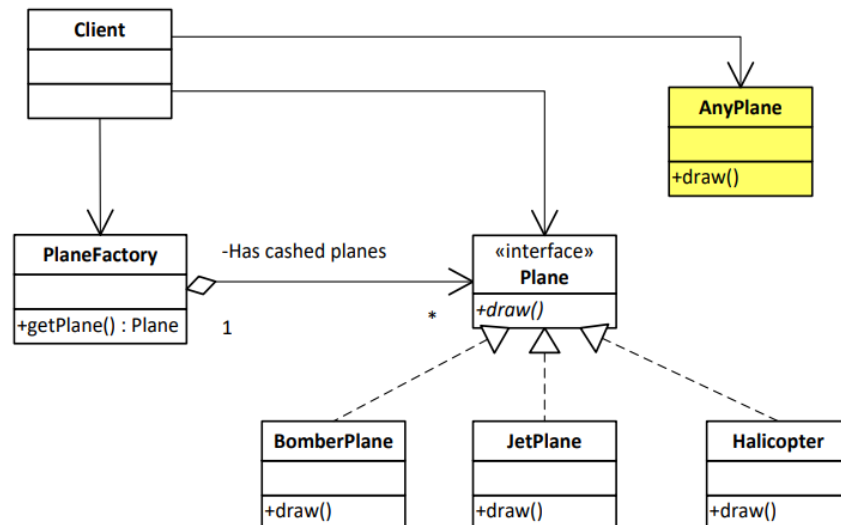 Client
AnyPlane
+draw()
PlaneFactory
+getPlane() : Plane
-Has cashed planes
1
*
«interface»
Plane
+draw()
BomberPlane
+draw()
JetPlane
+draw()
Halicopter
+draw()